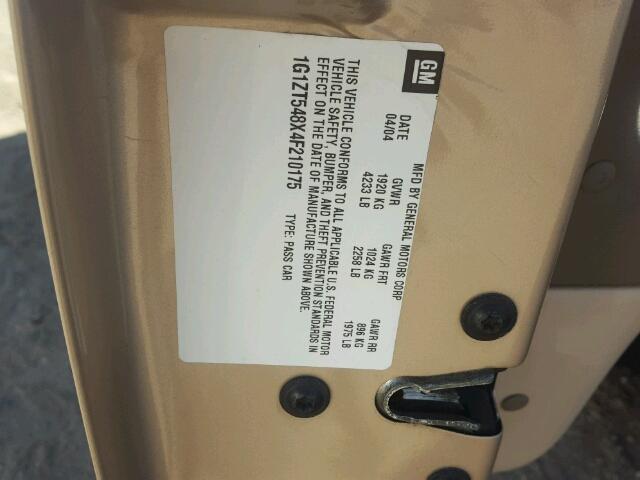 GM
MFD BY GENERAL MOTORS CORP
DATE GVWR GAWR FRT GAWR RR
04/04 1920 KG 1024 KG 896 KG
4233 LB 2258 LB 1975 LB
THIS VEHICLE CONFORMS TO ALL APPLICABLE U.S. FEDERAL MOTOR
VEHICLE SAFETY, BUMPER, AND THEFT PREVENTION STANDARDS IN
EFFECT ON THE DATE OF MANUFACTURE SHOWN ABOVE.
1G1ZT548X4F210175 TYPE: PASS CAR